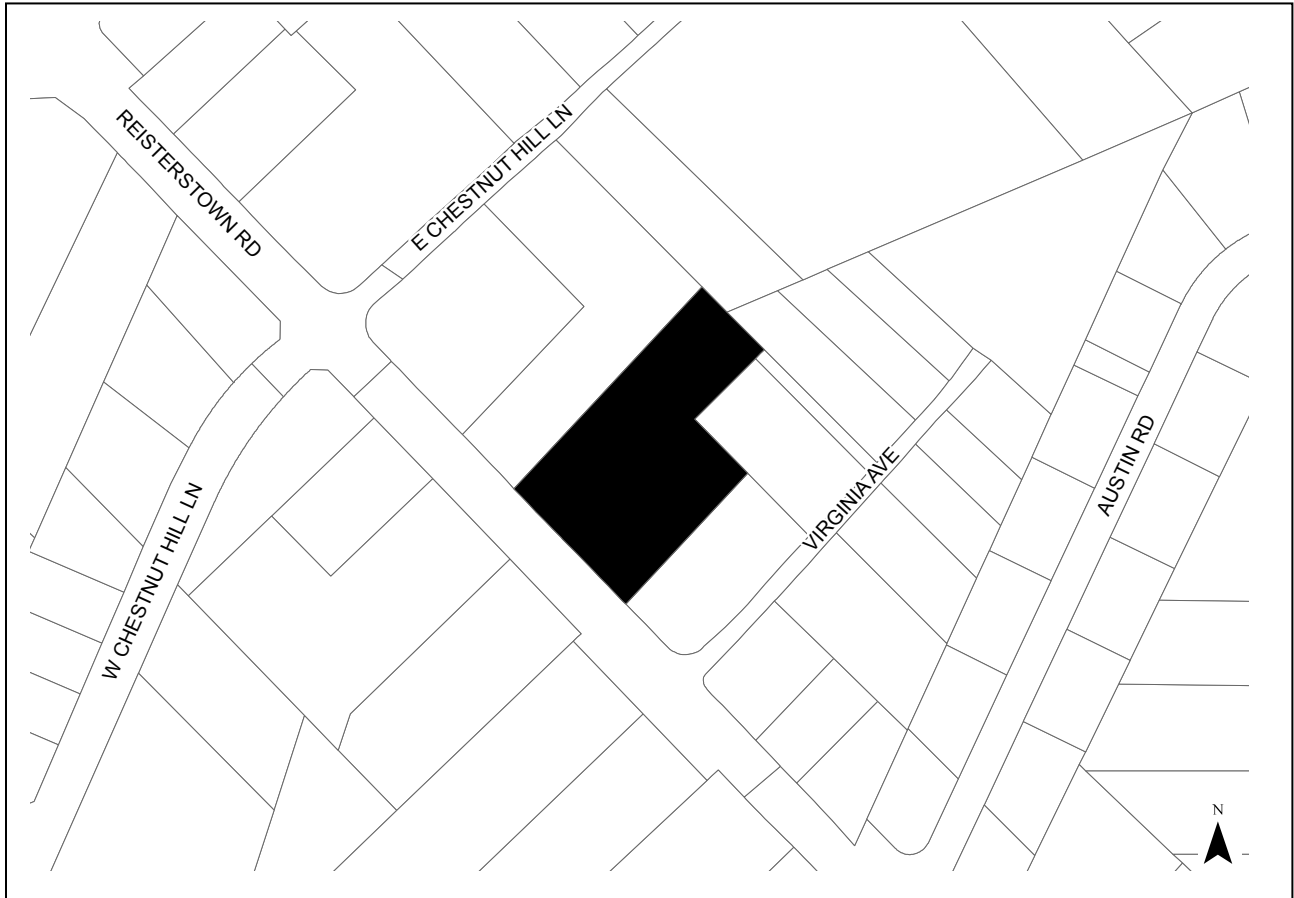 REISTERSTOWN RD
E CHESTNUT HILL LN
W CHESTNUT HILL LN
VIRGINIA AVE
AUSTIN RD
N